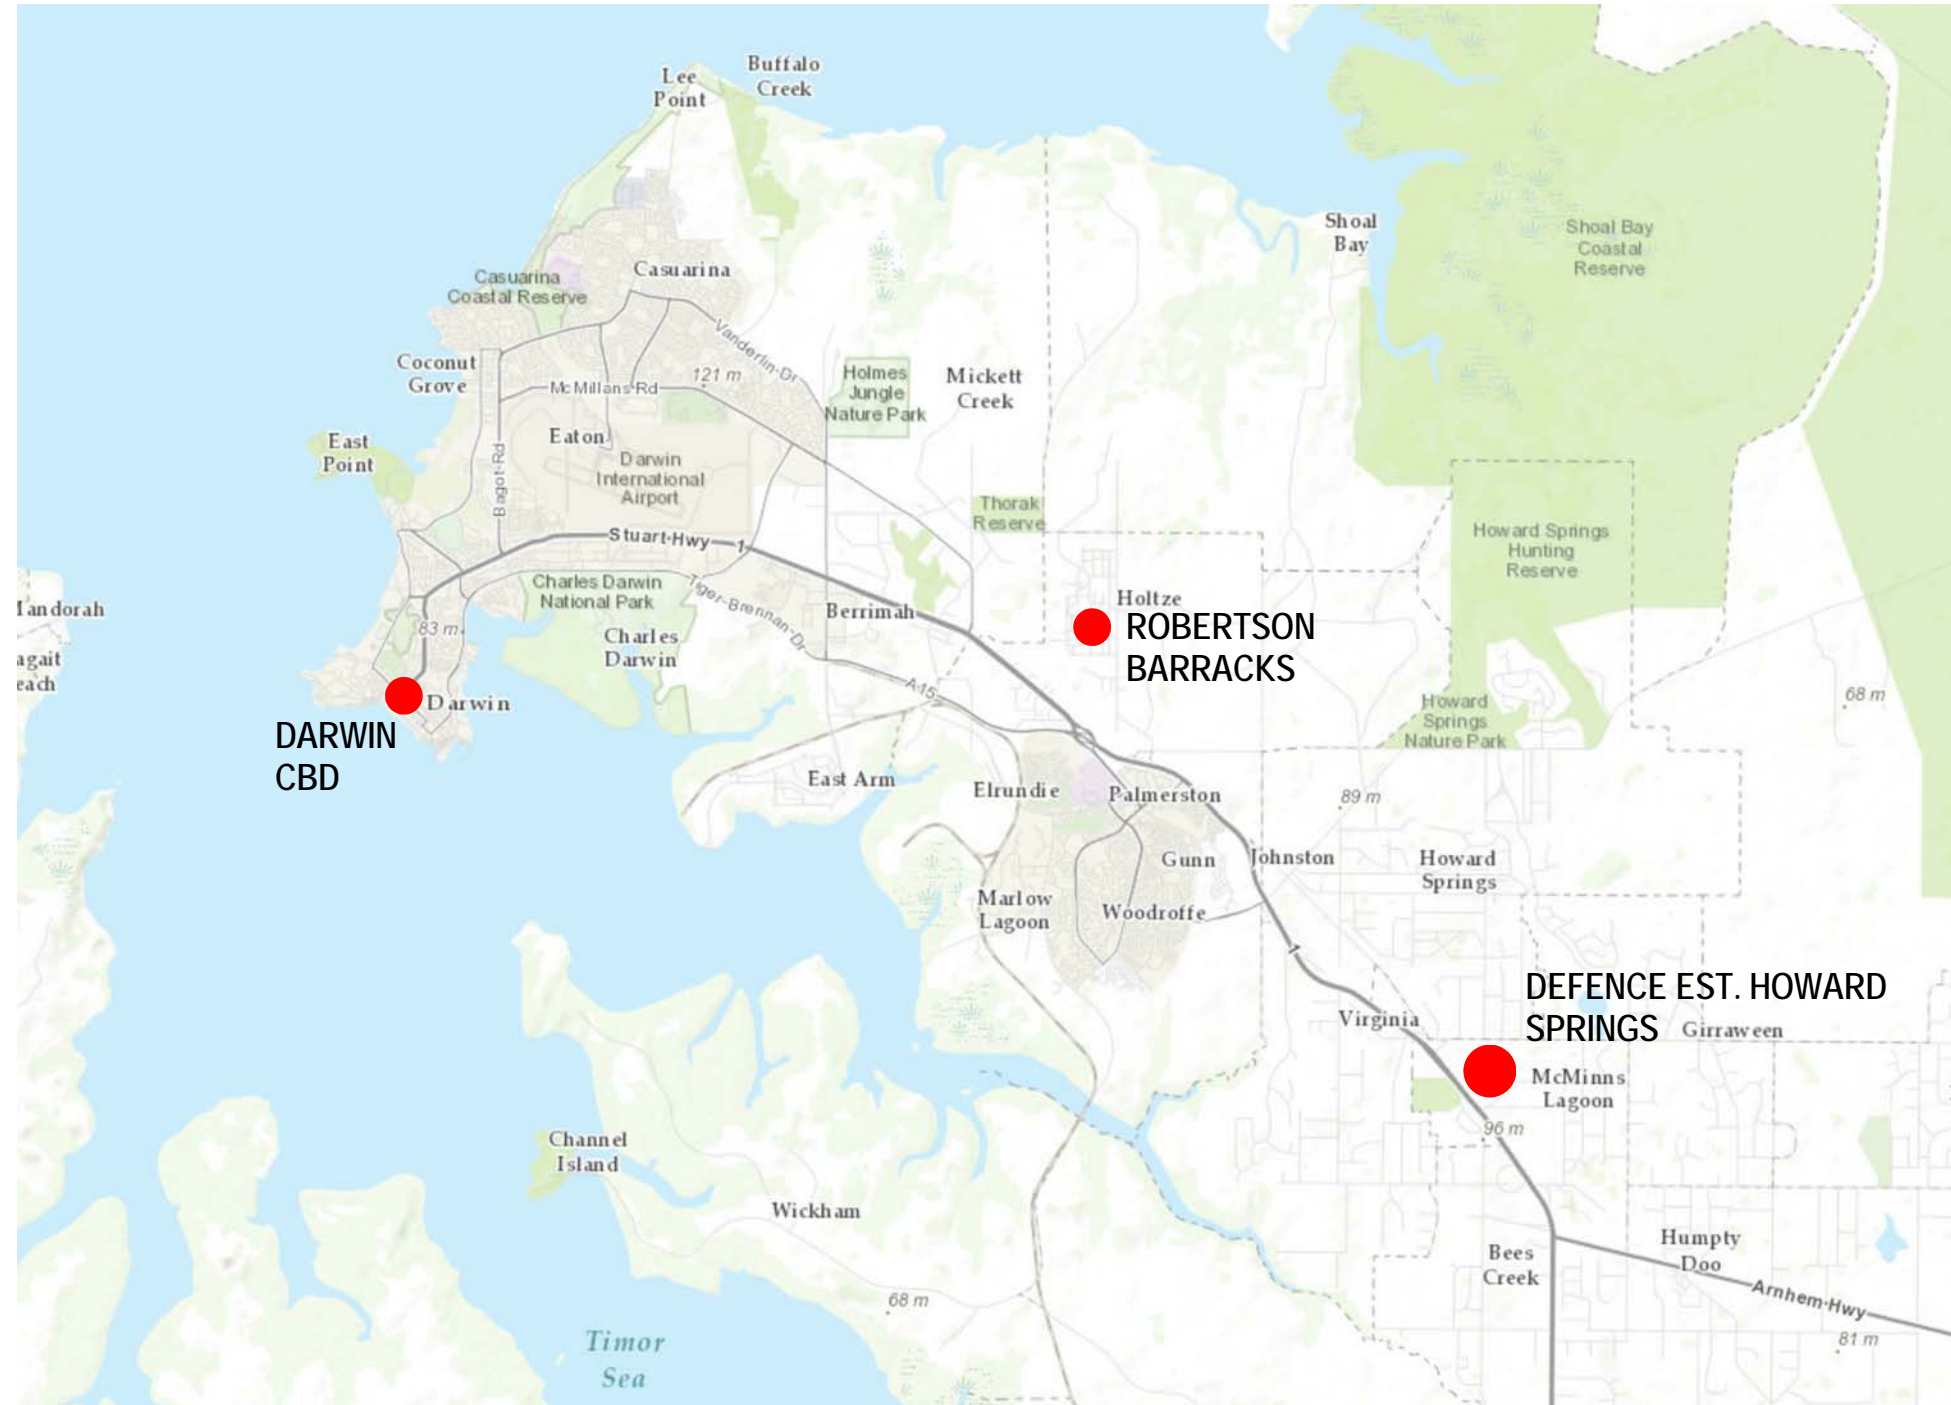 Lee
Point
Buffalo
Creek
Shoal
Bay
Shoal Bay
Coastal
Reserve
Casuarina
Coastal Reserve
Casuarina
Vanderlin Dr
Coconut
Grove
McMillans Rd
121 m
Holmes
Jungle
Nature Park
Mickett
Creek
East
Point
Eaton
Bagot Rd
Darwin
International
Airport
Thorak
Reserve
Stuart Hwy
1
Howard Springs
Hunting
Reserve
Charles Darwin
National Park
Tiger Brennan Dr
Berrimah
Holtze
ROBERTSON
BARRACKS
Mandorah
agait
each
83 m
Charles
Darwin
A15
Darwin
DARWIN
CBD
Howard
Springs
Nature Park
68 m
East Arm
Elrundie
Palmerston
89 m
Gunn
Johnston
Howard
Springs
Marlow
Lagoon
Woodroffe
1
DEFENCE EST. HOWARD
SPRINGS
Virginia
Girraween
McMinns
Lagoon
96 m
Channel
Island
Wickham
Bees
Creek
Humpty
Doo
Arnhem Hwy
68 m
81 m
Timor
Sea